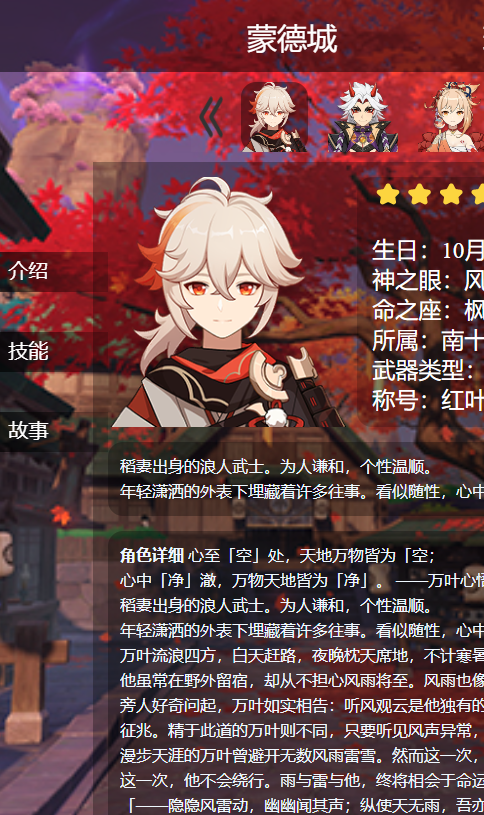 蒙德城
介绍
技能
故事
生日：10月
神之眼：风
命之座：枫
所属：南十
武器类型：
称号：红叶
稻妻出身的浪人武士。为人谦和，个性温顺。
年轻潇洒的外表下埋藏着许多往事。看似随性，心中
角色详细 心至「空」处，天地万物皆为「空；
心中「净」澈，万物天地皆为「净」。——万叶心悟
稻妻出身的浪人武士。为人谦和，个性温顺。
年轻潇洒的外表下埋藏着许多往事。看似随性，心中
万叶流浪四方，白天赶路，夜晚枕天席地，不计寒暑
他虽常在野外留宿，却从不担心风雨将至。风雨也像
旁人好奇问起，万叶如实相告：听风观云是他独有的
征兆。精于此道的万叶则不同，只要听见风声异常，
漫步天涯的万叶曾避开无数风雨雷雪。然而这一次，
这一次，他不会绕行。雨与雷与他，终将相会于命运
「——隐隐风雷动，幽幽闻其声；纵使天无雨，吾亦